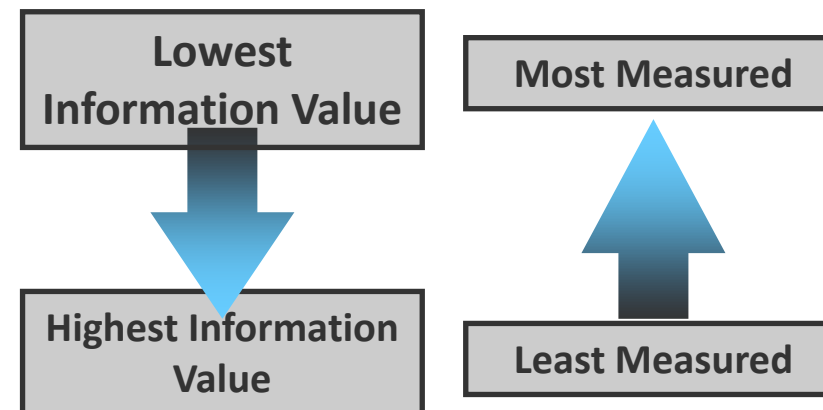 Lowest
Information Value
Highest Information
Value
Most Measured
Least Measured